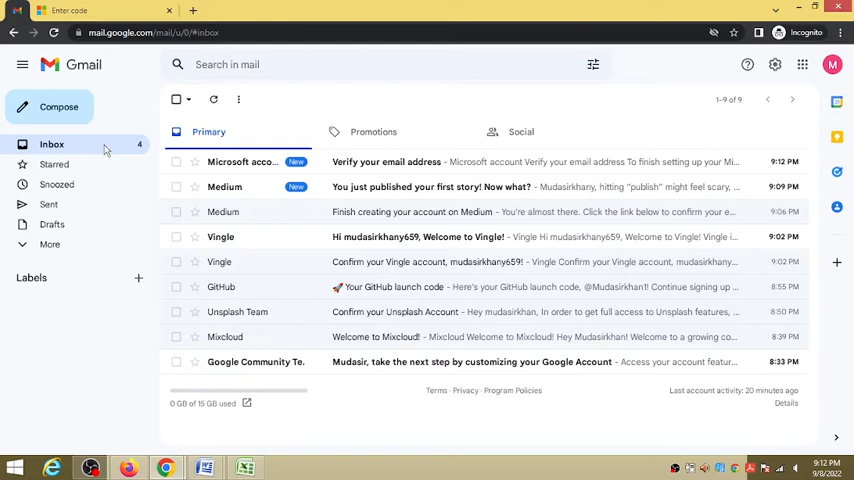 Enter code
mail.google.com/mail/u/0/#inbox
Incognito
Gmail
Search in mail
M
Compose
1–9 of 9
Inbox 4
Starred
Snoozed
Sent
Drafts
More
Labels
Primary Promotions Social
Microsoft acco... New Verify your email address - Microsoft account Verify your email address To finish setting up your Mi... 9:12 PM
Medium New You just published your first story! Now what? - Mudasirkhany, hitting “publish” might feel scary, ... 9:09 PM
Medium Finish creating your account on Medium - You're almost there. Click the link below to confirm your e... 9:06 PM
Vingle Hi mudasirkhany659, Welcome to Vingle! - Vingle Hi mudasirkhany659, Welcome to Vingle! Vingle i... 9:02 PM
Vingle Confirm your Vingle account, mudasirkhany659! - Vingle Confirm your Vingle account, mudasirkhany... 9:02 PM
GitHub 🚀 Your GitHub launch code - Here's your GitHub launch code, @Mudasirkhan1! Continue signing up ... 8:55 PM
Unsplash Team Confirm your Unsplash Account - Hey mudasirkhany, In order to get full access to Unsplash features, ... 8:50 PM
Mixcloud Welcome to Mixcloud! - Mixcloud Welcome to Mixcloud! Hey Mudasirkhan! Welcome to a growing co... 8:39 PM
Google Community Te. Mudasir, take the next step by customizing your Google Account - Access your account featur... 8:33 PM
0 GB of 15 GB used
Terms · Privacy · Program Policies
Last account activity: 20 minutes ago
Details
9:12 PM
9/8/2022